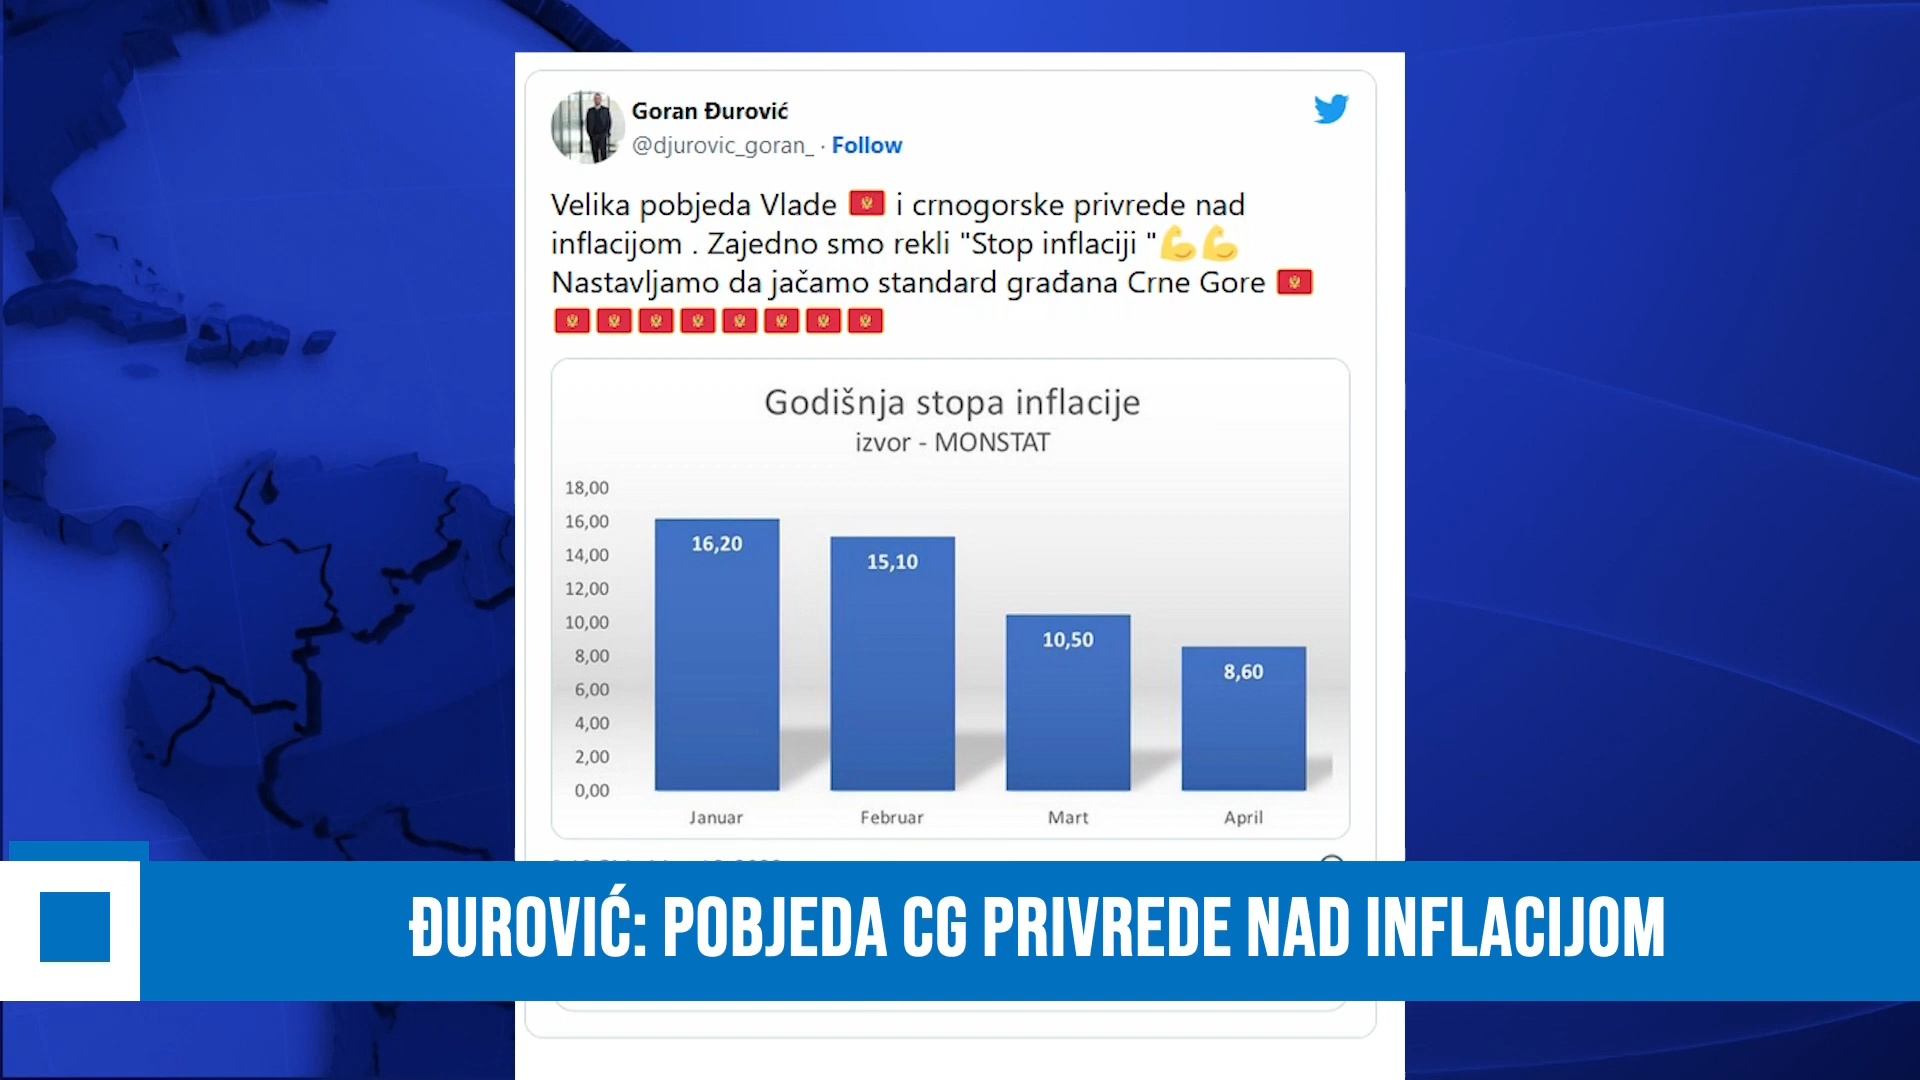 Goran Đurović
@djurovic_goran_ · Follow
Velika pobjeda Vlade 🇲🇪 i crnogorske privrede nad
inflacijom . Zajedno smo rekli "Stop inflaciji "💪💪
Nastavljamo da jačamo standard građana Crne Gore 🇲🇪
🇲🇪🇲🇪🇲🇪🇲🇪🇲🇪🇲🇪🇲🇪🇲🇪
Godišnja stopa inflacije
izvor - MONSTAT
18,00
16,00
14,00
12,00
10,00
8,00
6,00
4,00
2,00
0,00
16,20
15,10
10,50
8,60
Januar
Februar
Mart
April
ĐUROVIĆ: POBJEDA CG PRIVREDE NAD INFLACIJOM